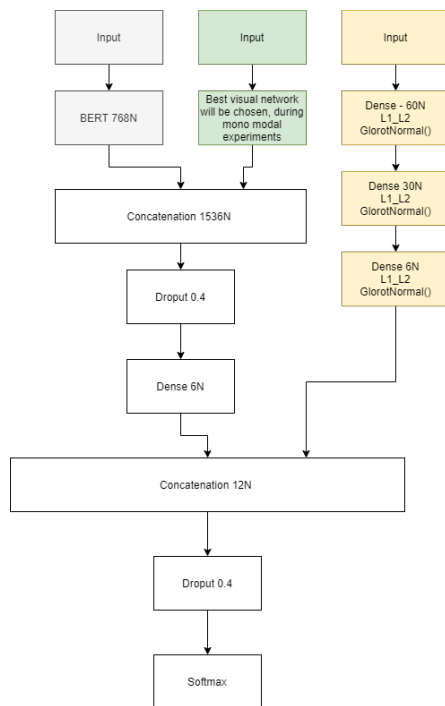 Input
Input
Input
BERT 768N
Best visual network
will be chosen, during
mono modal
experiments
Dense - 60N
L1_L2
GlorotNormal()
Dense 30N
L1_L2
GlorotNormal()
Concatenation 1536N
Dense 6N
L1_L2
GlorotNormal()
Droput 0.4
Dense 6N
Concatenation 12N
Droput 0.4
Softmax